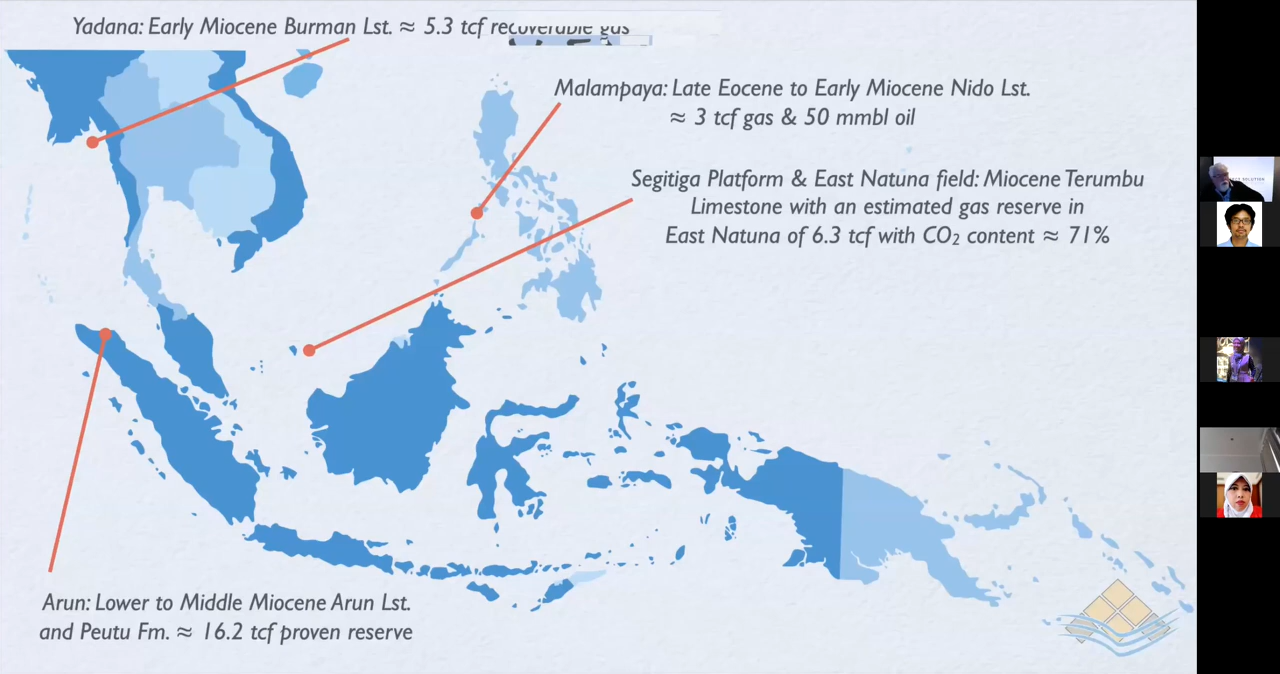 Yadana: Early Miocene Burman Lst. ≈ 5.3 tcf recoverable gas
Malampaya: Late Eocene to Early Miocene Nido Lst.
≈ 3 tcf gas & 50 mmbl oil
Segitiga Platform & East Natuna field: Miocene Terumbu
Limestone with an estimated gas reserve in
East Natuna of 6.3 tcf with CO₂ content ≈ 71%
Arun: Lower to Middle Miocene Arun Lst.
and Peutu Fm. ≈ 16.2 tcf proven reserve